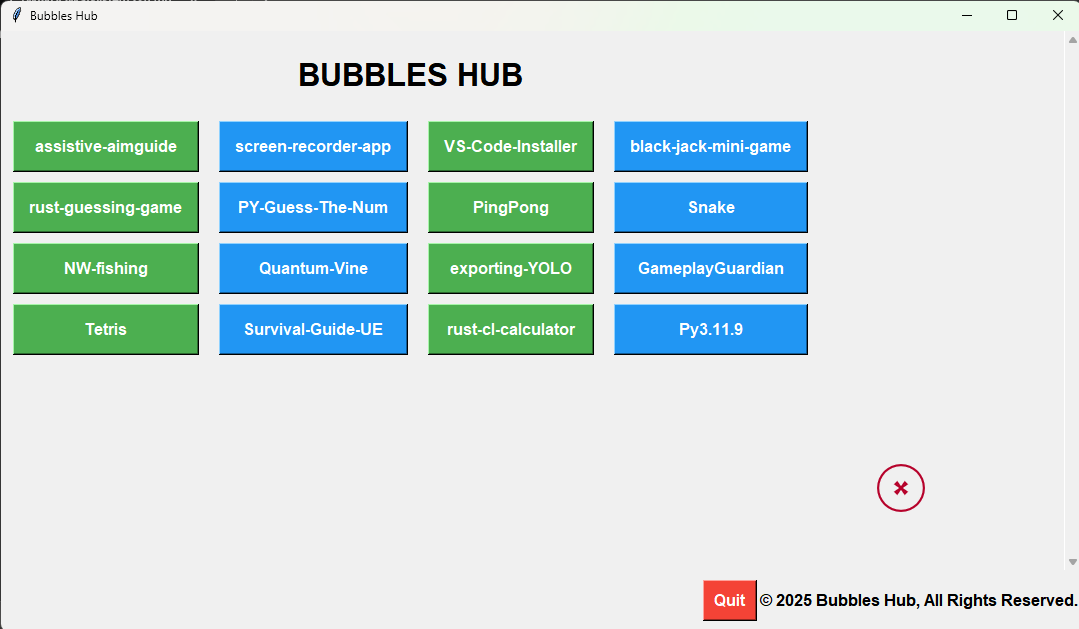 Bubbles Hub
BUBBLES HUB
assistive-aimguide screen-recorder-app VS-Code-Installer black-jack-mini-game
rust-guessing-game PY-Guess-The-Num PingPong Snake
NW-fishing Quantum-Vine exporting-YOLO GameplayGuardian
Tetris Survival-Guide-UE rust-cl-calculator Py3.11.9
Quit © 2025 Bubbles Hub, All Rights Reserved.